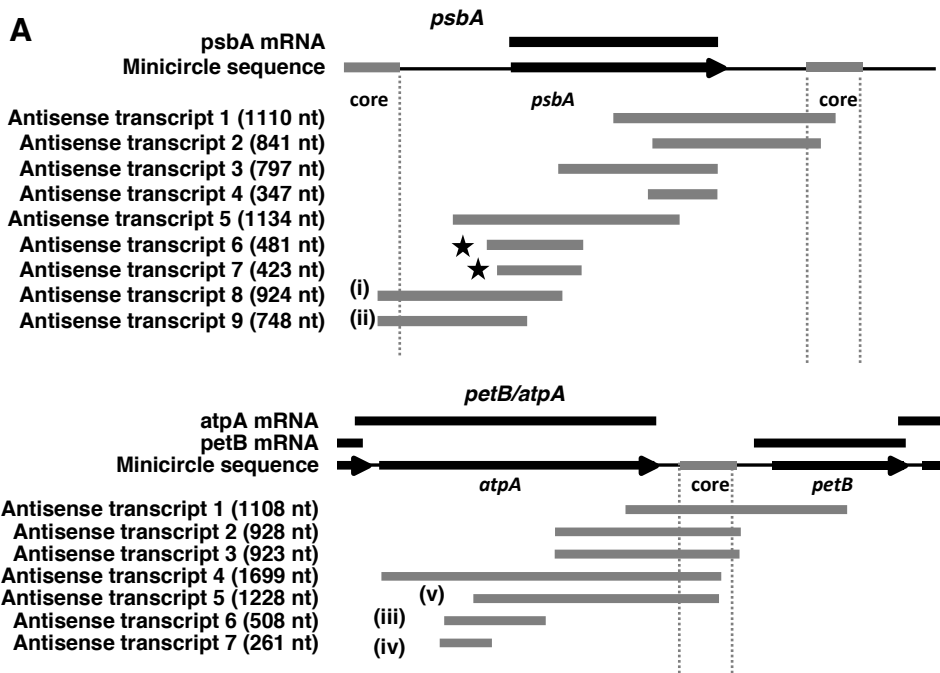 A
psbA
psbA mRNA
Minicircle sequence
core psbA core
Antisense transcript 1 (1110 nt)
Antisense transcript 2 (841 nt)
Antisense transcript 3 (797 nt)
Antisense transcript 4 (347 nt)
Antisense transcript 5 (1134 nt)
Antisense transcript 6 (481 nt)
Antisense transcript 7 (423 nt)
Antisense transcript 8 (924 nt) (i)
Antisense transcript 9 (748 nt) (ii)
petB/atpA
atpA mRNA
petB mRNA
Minicircle sequence
atpA core petB
Antisense transcript 1 (1108 nt)
Antisense transcript 2 (928 nt)
Antisense transcript 3 (923 nt)
Antisense transcript 4 (1699 nt)
Antisense transcript 5 (1228 nt) (v)
Antisense transcript 6 (508 nt) (iii)
Antisense transcript 7 (261 nt) (iv)